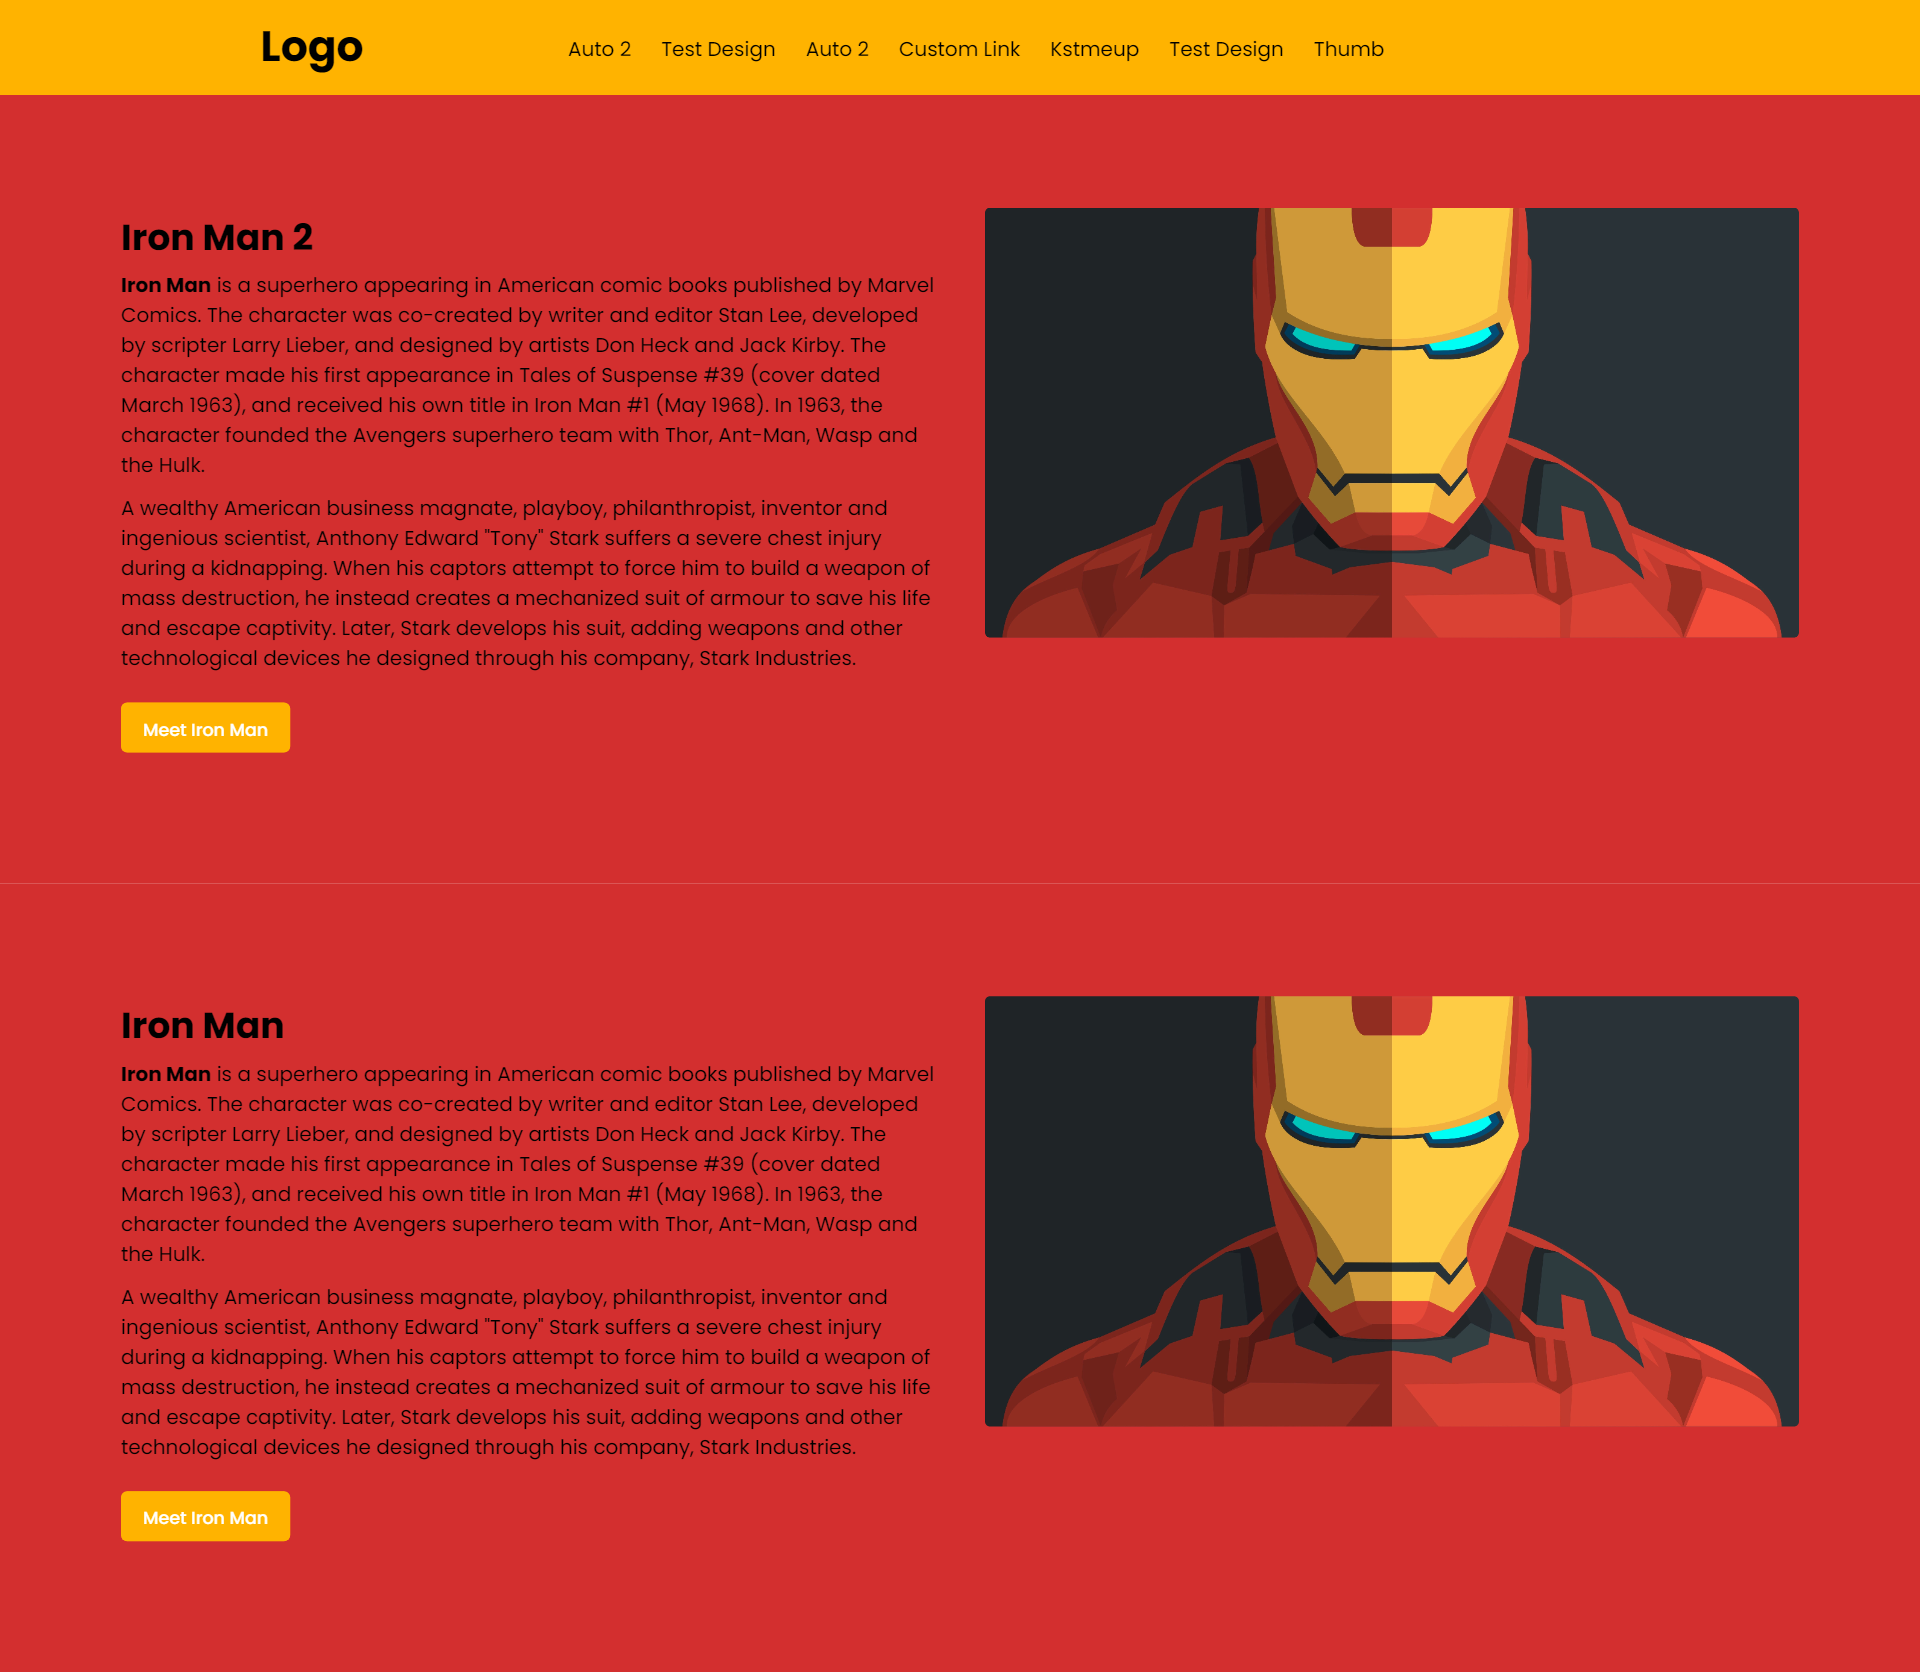 Logo
Auto 2 Test Design Auto 2 Custom Link Kstmeup Test Design Thumb
Iron Man 2
Iron Man is a superhero appearing in American comic books published by Marvel
Comics. The character was co-created by writer and editor Stan Lee, developed
by scripter Larry Lieber, and designed by artists Don Heck and Jack Kirby. The
character made his first appearance in Tales of Suspense #39 (cover dated
March 1963), and received his own title in Iron Man #1 (May 1968). In 1963, the
character founded the Avengers superhero team with Thor, Ant-Man, Wasp and
the Hulk.
A wealthy American business magnate, playboy, philanthropist, inventor and
ingenious scientist, Anthony Edward "Tony" Stark suffers a severe chest injury
during a kidnapping. When his captors attempt to force him to build a weapon of
mass destruction, he instead creates a mechanized suit of armour to save his life
and escape captivity. Later, Stark develops his suit, adding weapons and other
technological devices he designed through his company, Stark Industries.
Meet Iron Man
Iron Man
Iron Man is a superhero appearing in American comic books published by Marvel
Comics. The character was co-created by writer and editor Stan Lee, developed
by scripter Larry Lieber, and designed by artists Don Heck and Jack Kirby. The
character made his first appearance in Tales of Suspense #39 (cover dated
March 1963), and received his own title in Iron Man #1 (May 1968). In 1963, the
character founded the Avengers superhero team with Thor, Ant-Man, Wasp and
the Hulk.
A wealthy American business magnate, playboy, philanthropist, inventor and
ingenious scientist, Anthony Edward "Tony" Stark suffers a severe chest injury
during a kidnapping. When his captors attempt to force him to build a weapon of
mass destruction, he instead creates a mechanized suit of armour to save his life
and escape captivity. Later, Stark develops his suit, adding weapons and other
technological devices he designed through his company, Stark Industries.
Meet Iron Man